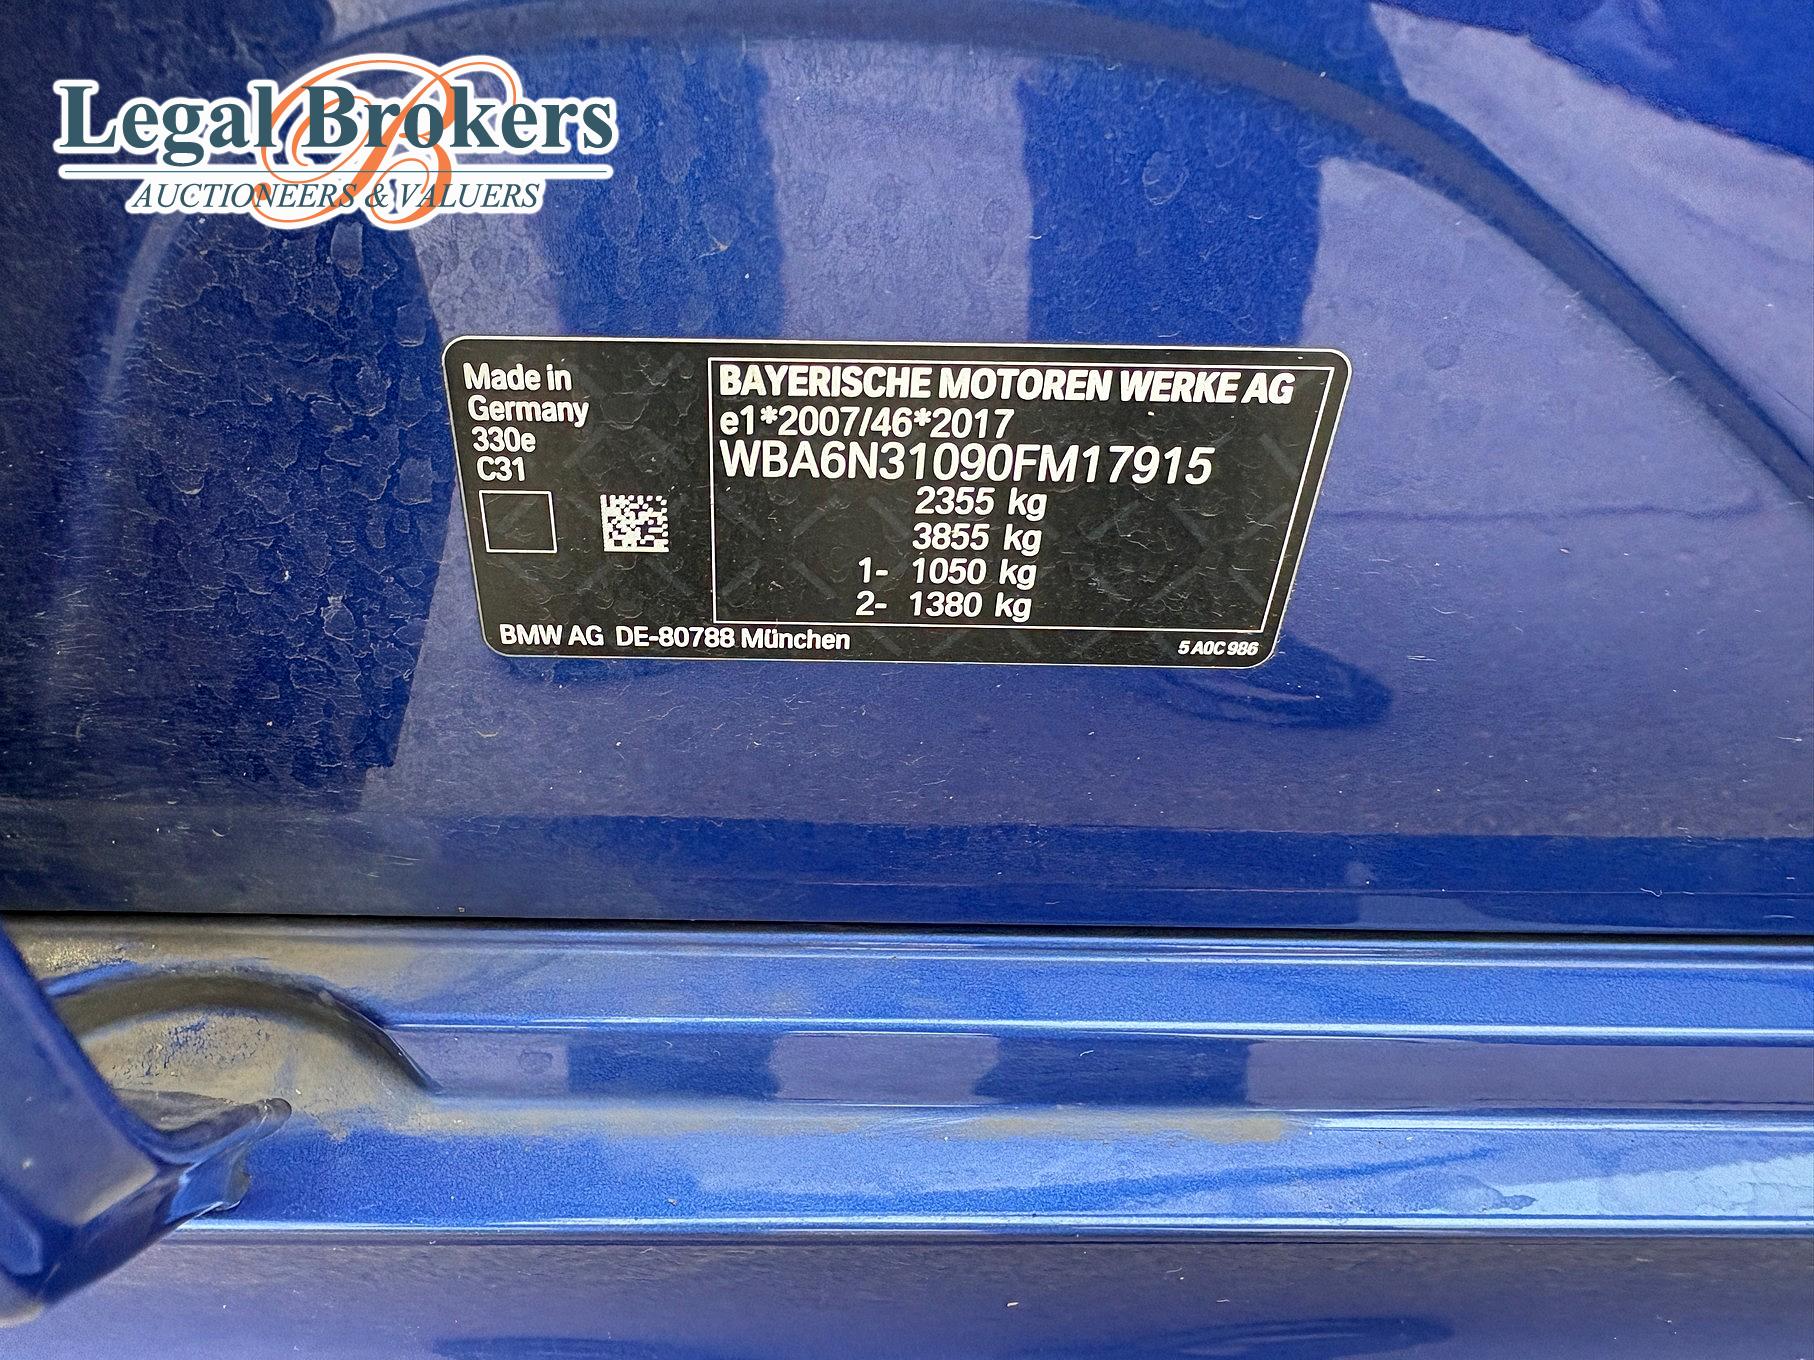 Legal Brokers
AUCTIONEERS & VALUERS
Made in
Germany
330e
C31
BAYERISCHE MOTOREN WERKE AG
e1*2007/46*2017
WBA6N31090FM17915
2355 kg
3855 kg
1- 1050 kg
2- 1380 kg
BMW AG DE-80788 München
5 A0C 986